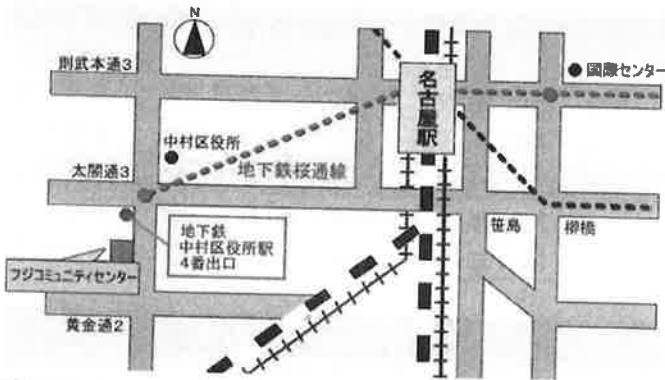 N
則武本通3
国際センター
名古屋駅
中村区役所
地下鉄桜通線
太閤通3
笹島
柳橋
地下鉄
中村区役所駅
4番出口
フジコミュニティセンター
黄金通2